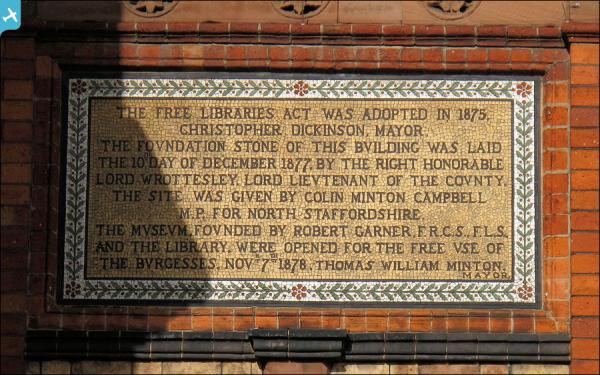 THE FREE LIBRARIES ACT WAS ADOPTED IN 1875,
CHRISTOPHER DICKINSON, MAYOR.
THE FOVNDATION STONE OF THIS BVILDING WAS LAID
THE 10TH DAY OF DECEMBER 1877, BY THE RIGHT HONORABLE
LORD WROTTESLEY, LORD LIEVTENANT OF THE COVNTY.
THE SITE WAS GIVEN BY COLIN MINTON CAMPBELL
M.P. FOR NORTH STAFFORDSHIRE.
THE MVSEVM, FOVNDED BY ROBERT GARNER, F.R.C.S., F.L.S.
AND THE LIBRARY, WERE OPENED FOR THE FREE VSE OF
THE BVRGESSES, NOVR 7TH 1878, THOMAS WILLIAM MINTON,
MAYOR.